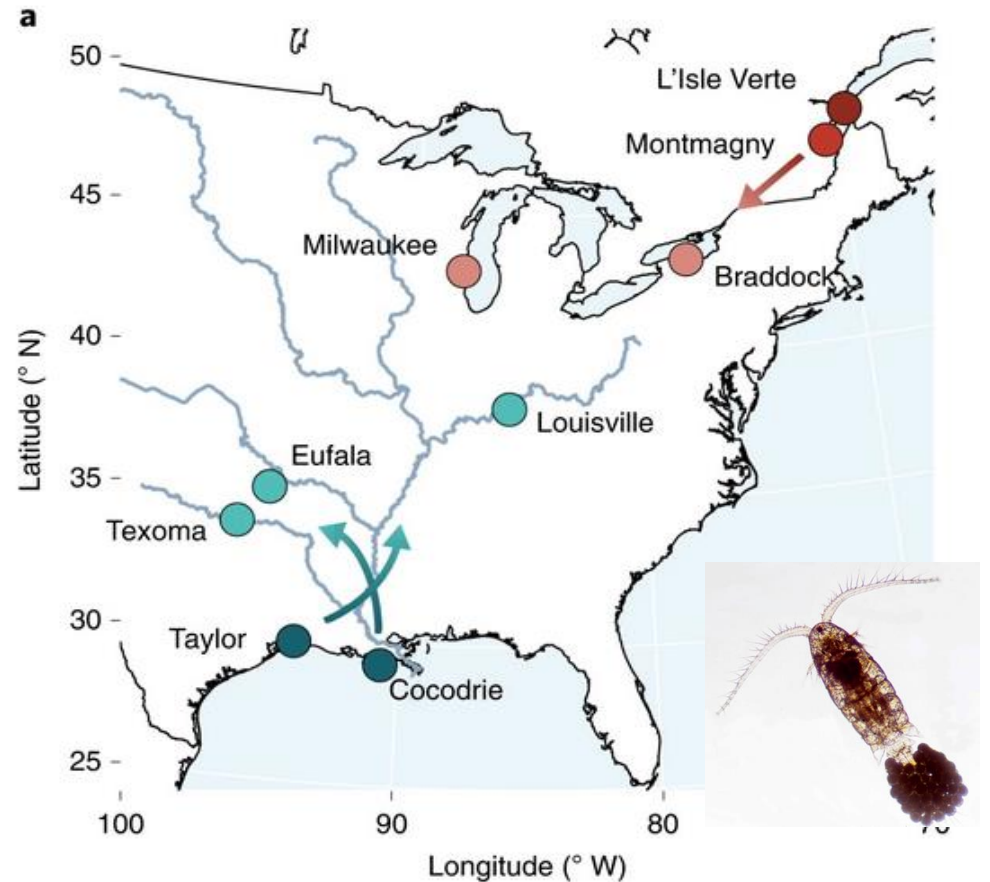 a
50
L'Isle Verte
Montmagny
45
Milwaukee
Braddock
40
Latitude (° N)
Louisville
Eufala
35
Texoma
30
Taylor
Cocodrie
25
100
90
80
Longitude (° W)